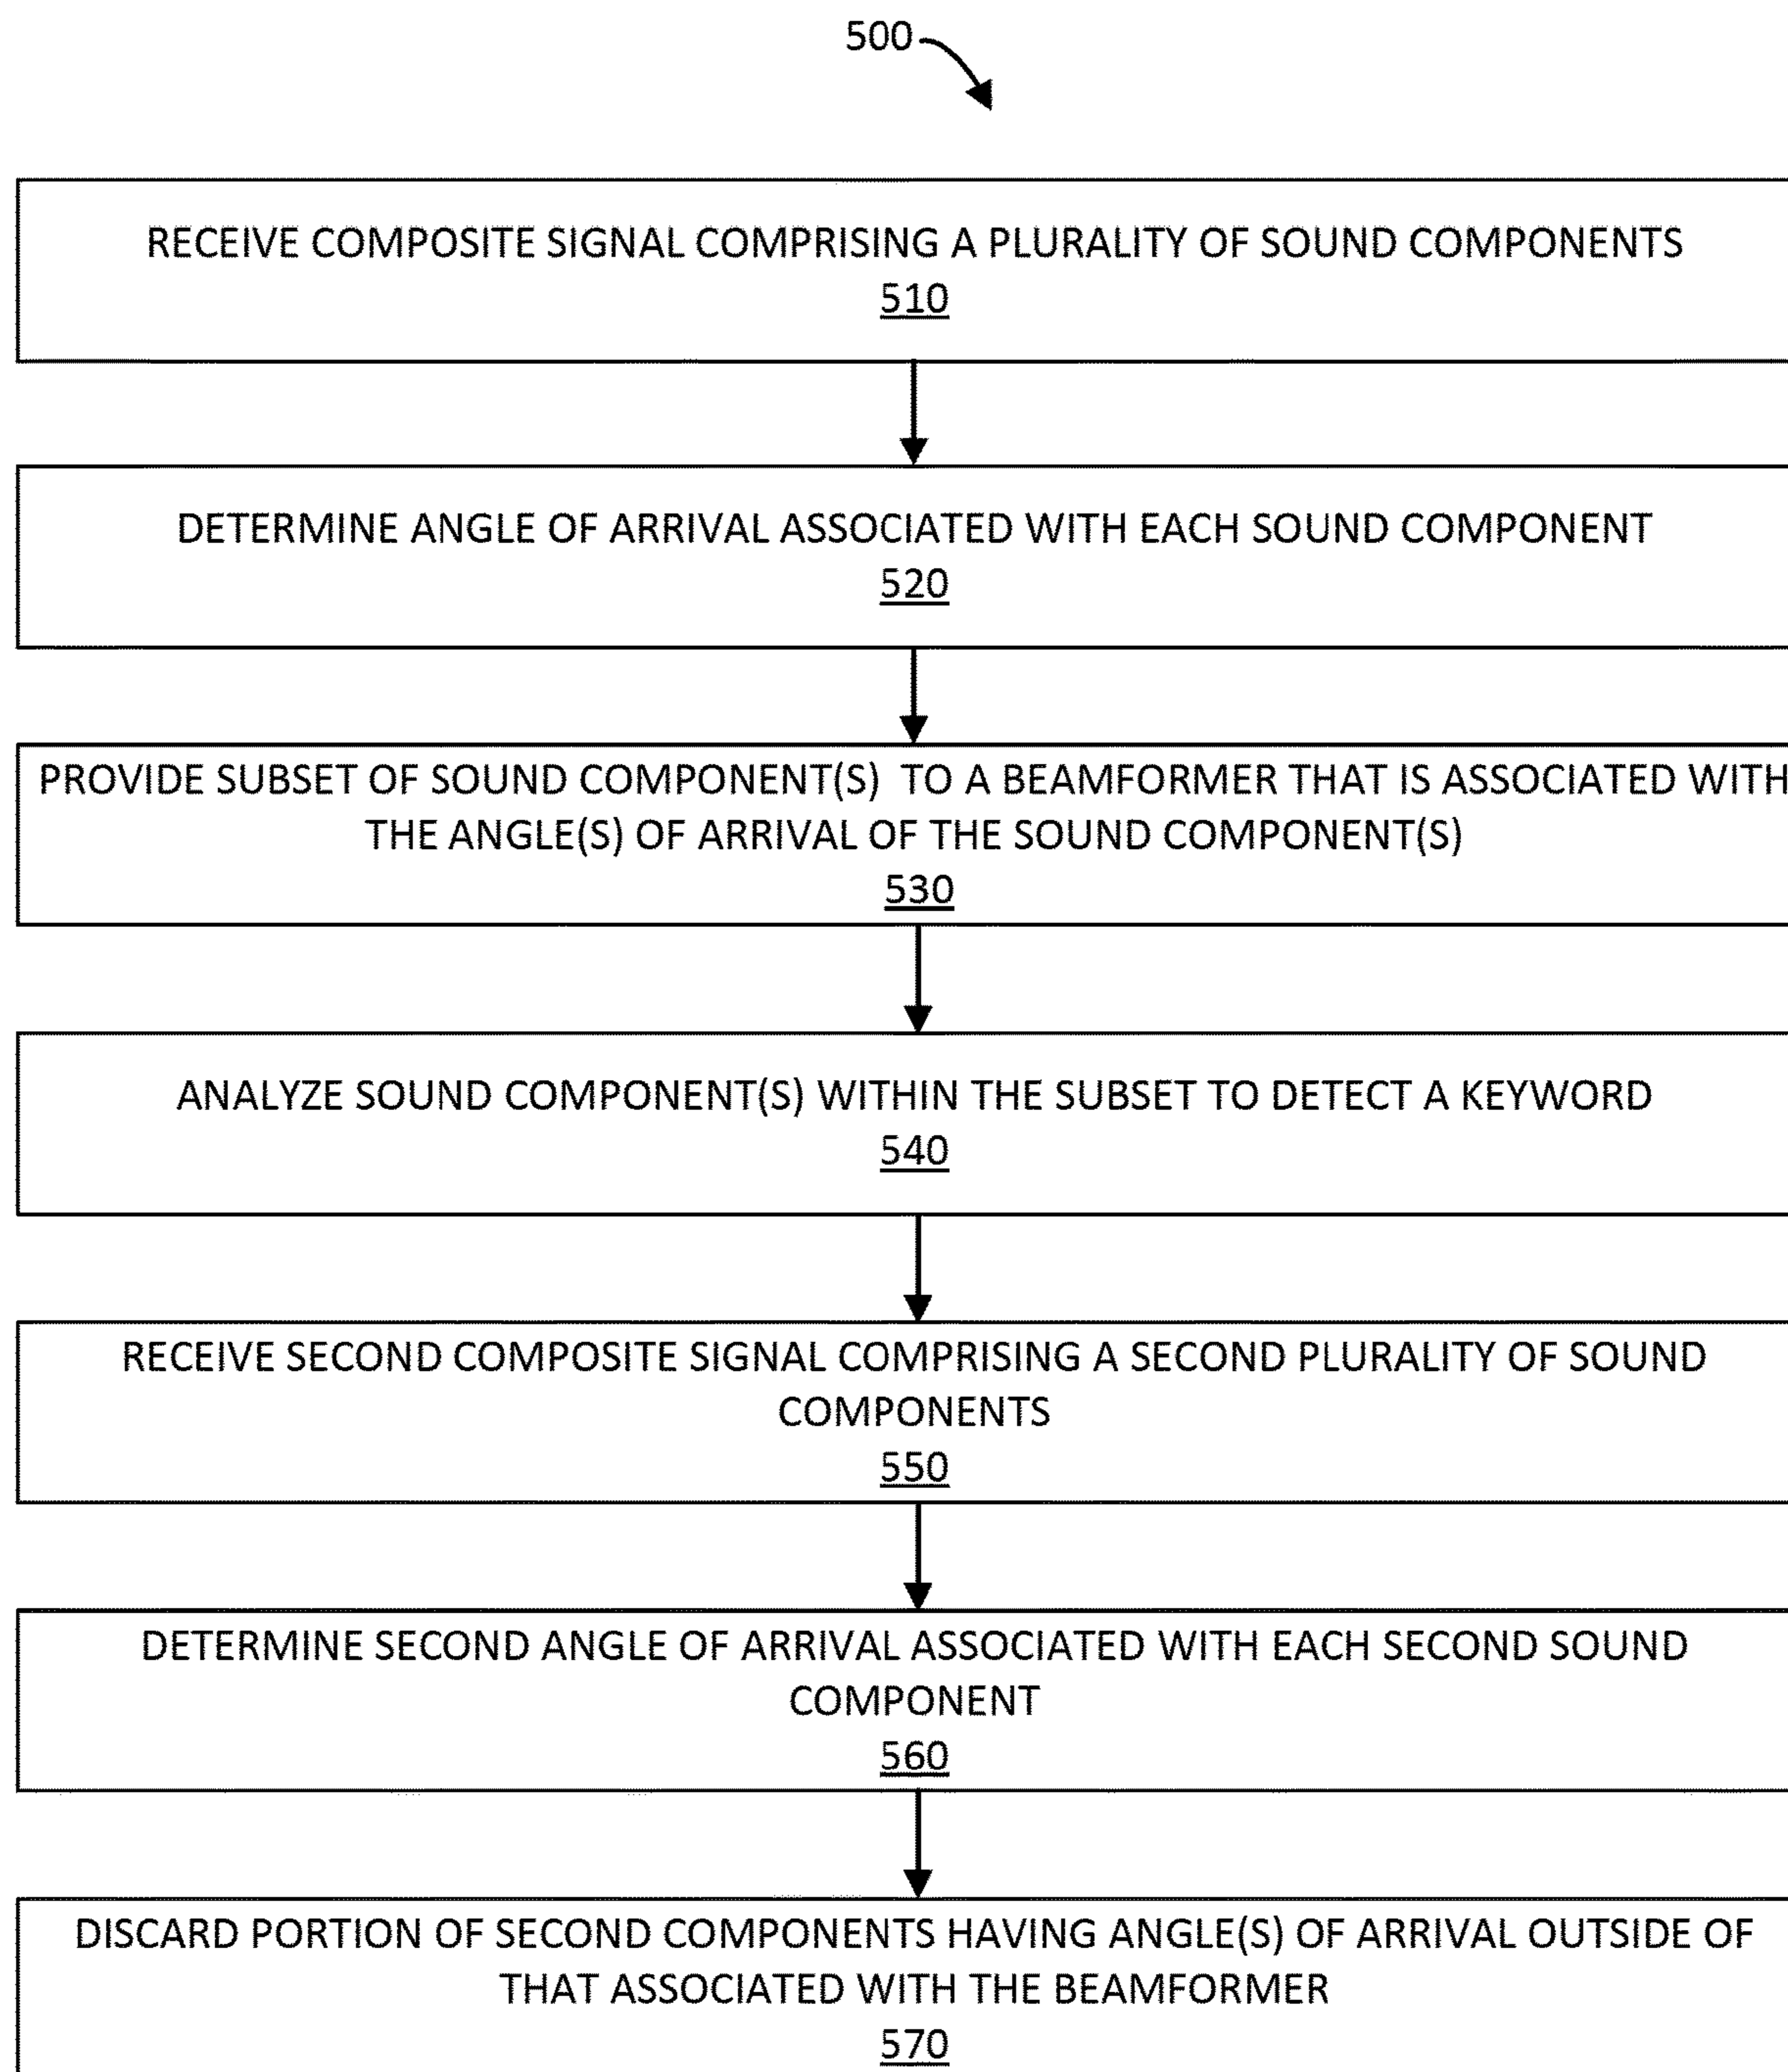 500
RECEIVE COMPOSITE SIGNAL COMPRISING A PLURALITY OF SOUND COMPONENTS
510
DETERMINE ANGLE OF ARRIVAL ASSOCIATED WITH EACH SOUND COMPONENT
520
PROVIDE SUBSET OF SOUND COMPONENT(S) TO A BEAMFORMER THAT IS ASSOCIATED WITH
THE ANGLE(S) OF ARRIVAL OF THE SOUND COMPONENT(S)
530
ANALYZE SOUND COMPONENT(S) WITHIN THE SUBSET TO DETECT A KEYWORD
540
RECEIVE SECOND COMPOSITE SIGNAL COMPRISING A SECOND PLURALITY OF SOUND
COMPONENTS
550
DETERMINE SECOND ANGLE OF ARRIVAL ASSOCIATED WITH EACH SECOND SOUND
COMPONENT
560
DISCARD PORTION OF SECOND COMPONENTS HAVING ANGLE(S) OF ARRIVAL OUTSIDE OF
THAT ASSOCIATED WITH THE BEAMFORMER
570